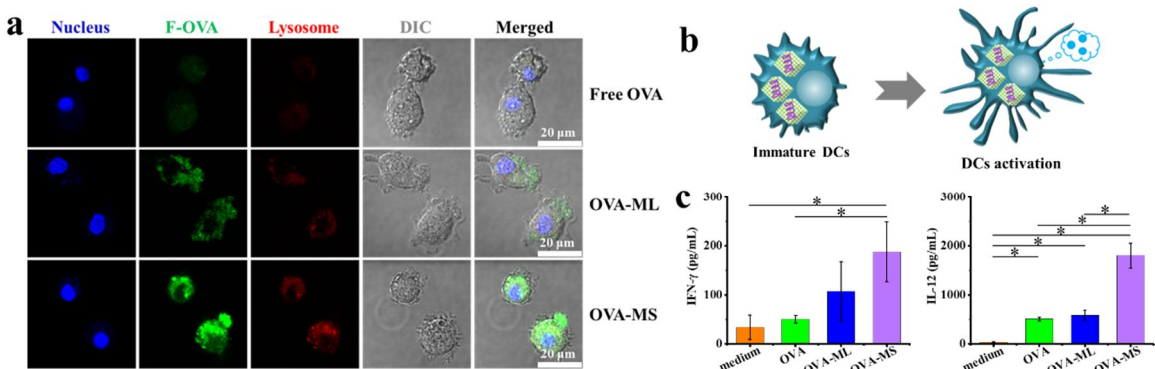 a
Nucleus F-OVA Lysosome DIC Merged
Free OVA
20 μm
OVA-ML
20 μm
OVA-MS
20 μm
b
Immature DCs
DCs activation
c
IFN-γ (pg/mL)
300
200
100
0
* *
medium OVA OVA-ML OVA-MS
IL-12 (pg/mL)
3000
2000
1000
0
* * * * * *
medium OVA OVA-ML OVA-MS